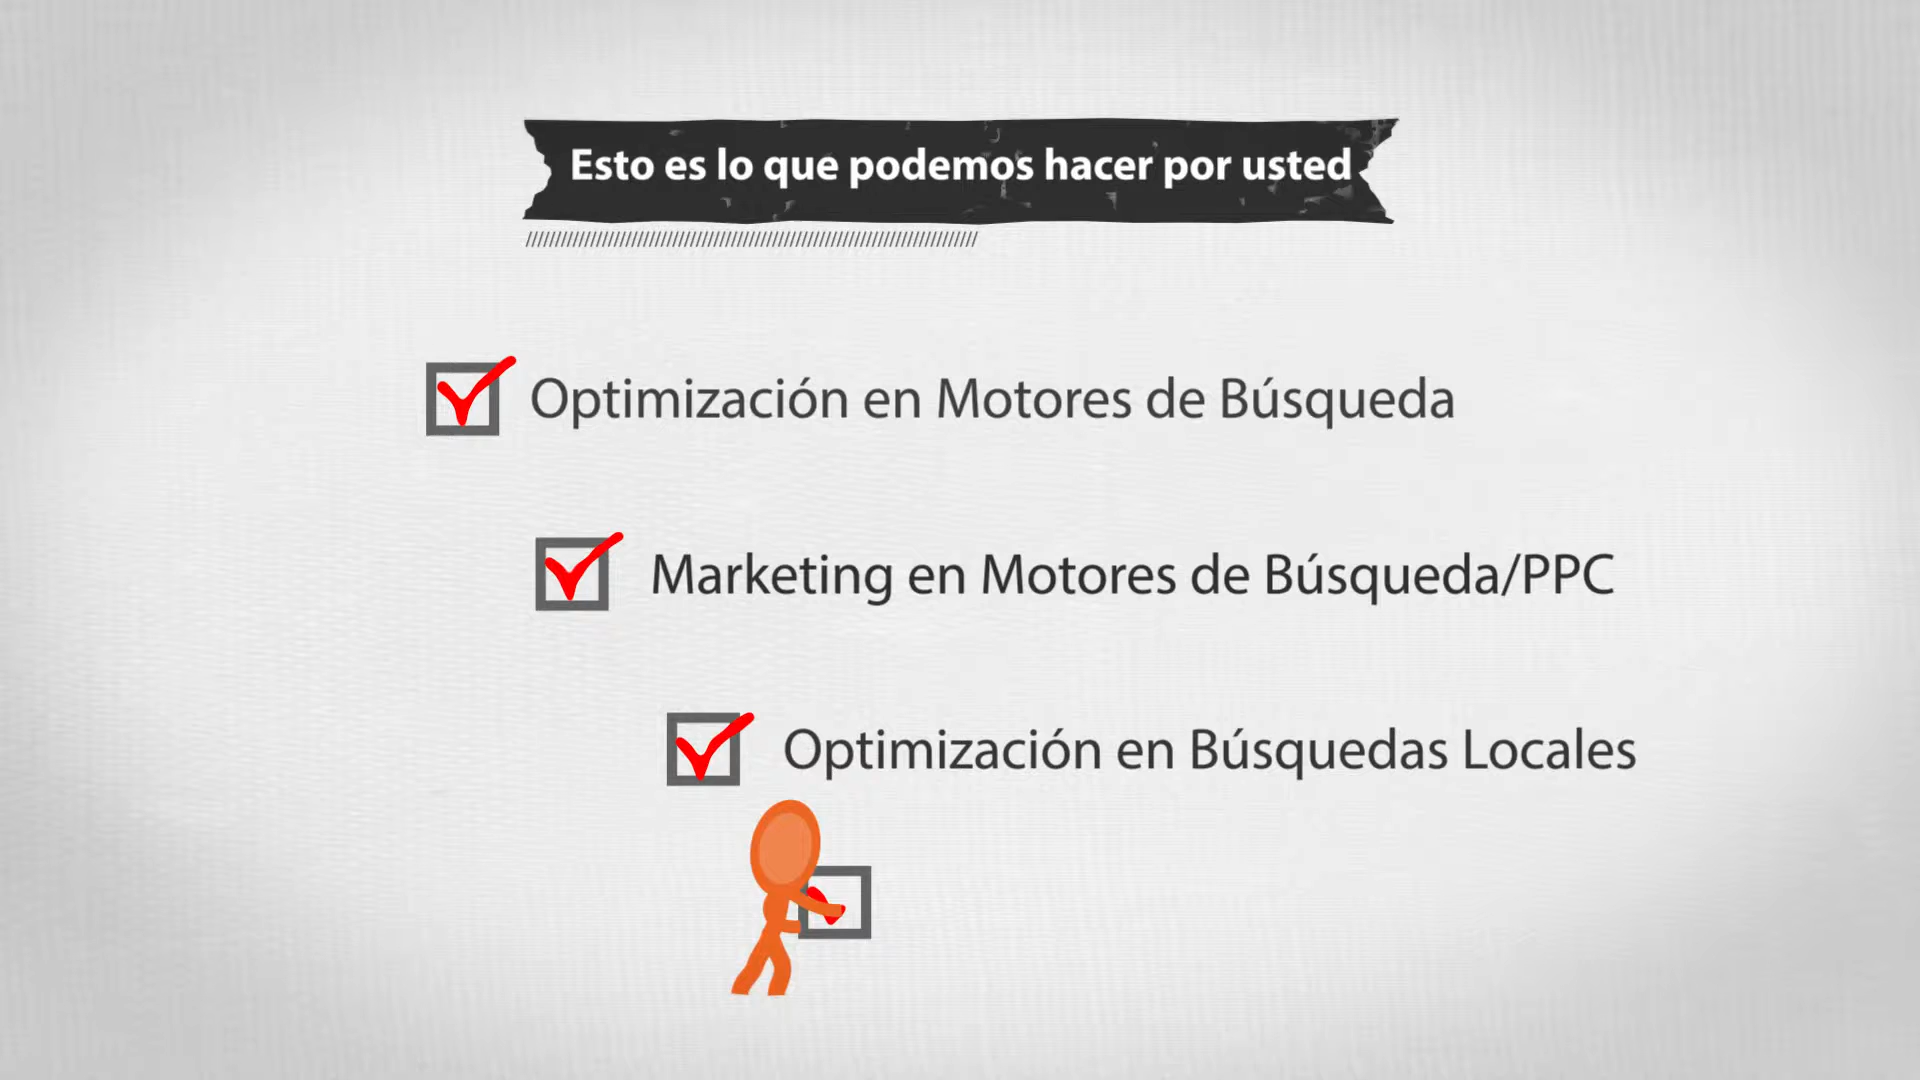 Esto es lo que podemos hacer por usted
Optimización en Motores de Búsqueda
Marketing en Motores de Búsqueda/PPC
Optimización en Búsquedas Locales